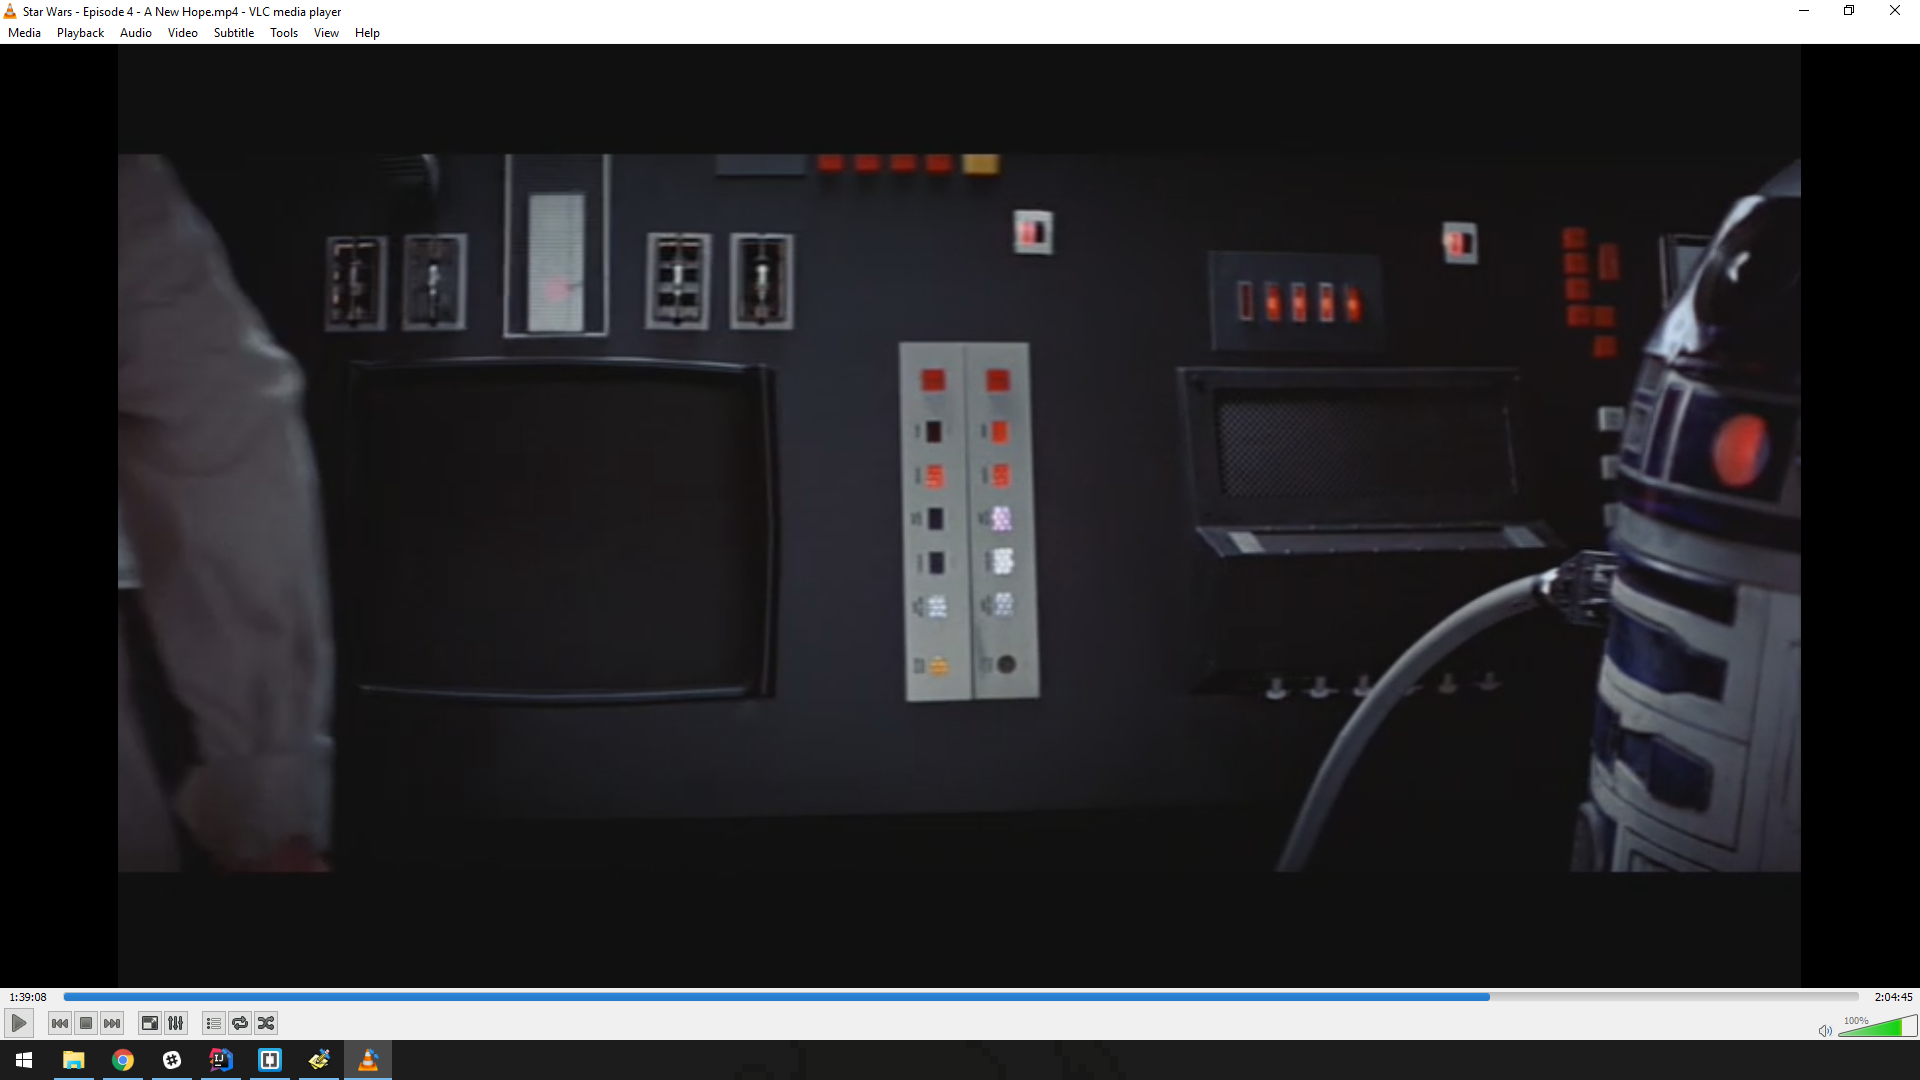 Star Wars - Episode 4 - A New Hope.mp4 - VLC media player
Media Playback Audio Video Subtitle Tools View Help
1:39:08 2:04:45
100%